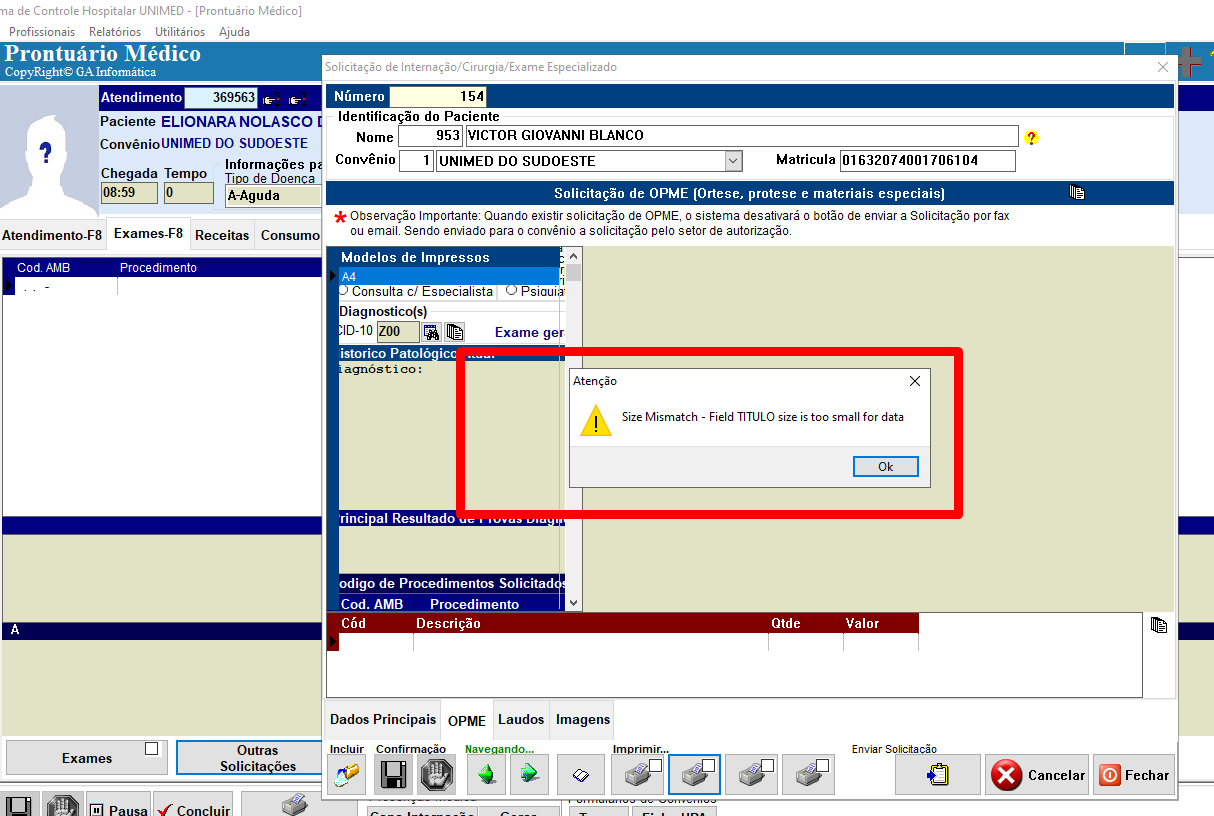 ma de Controle Hospitalar UNIMED - [Prontuário Médico]
Profissionais Relatórios Utilitários Ajuda
Prontuário Médico
CopyRight© GA Informática
Atendimento 369563
Paciente ELIONARA NOLASCO D
Convênio UNIMED DO SUDOESTE
Chegada Tempo
Informações pa
Tipo de Doença
08:59 0 A-Aguda
Atendimento-F8 Exames-F8 Receitas Consumo
Cod. AMB Procedimento
. . -
A
Exames
Outras
Solicitações
Pausa Concluir
Solicitação de Internação/Cirurgia/Exame Especializado
Número 154
Identificação do Paciente
Nome 953 VICTOR GIOVANNI BLANCO
Convênio 1 UNIMED DO SUDOESTE Matricula 01632074001706104
Solicitação de OPME (Ortese, protese e materiais especiais)
* Observação Importante: Quando existir solicitação de OPME, o sistema desativará o botão de enviar a Solicitação por fax
ou email. Sendo enviado para o convênio a solicitação pelo setor de autorização.
Modelos de Impressos
A4
Consulta c/ Especialista Psiquiat
Diagnostico(s)
CID-10 Z00 Exame ger
istorico Patológico
iagnóstico:
Atenção
Size Mismatch - Field TITULO size is too small for data
Ok
rincipal Resultado de Provas Diagn
odigo de Procedimentos Solicitados
Cod. AMB Procedimento
Cód Descrição Qtde Valor
Dados Principais OPME Laudos Imagens
Incluir Confirmação Navegando... Imprimir... Enviar Solicitação
Cancelar Fechar